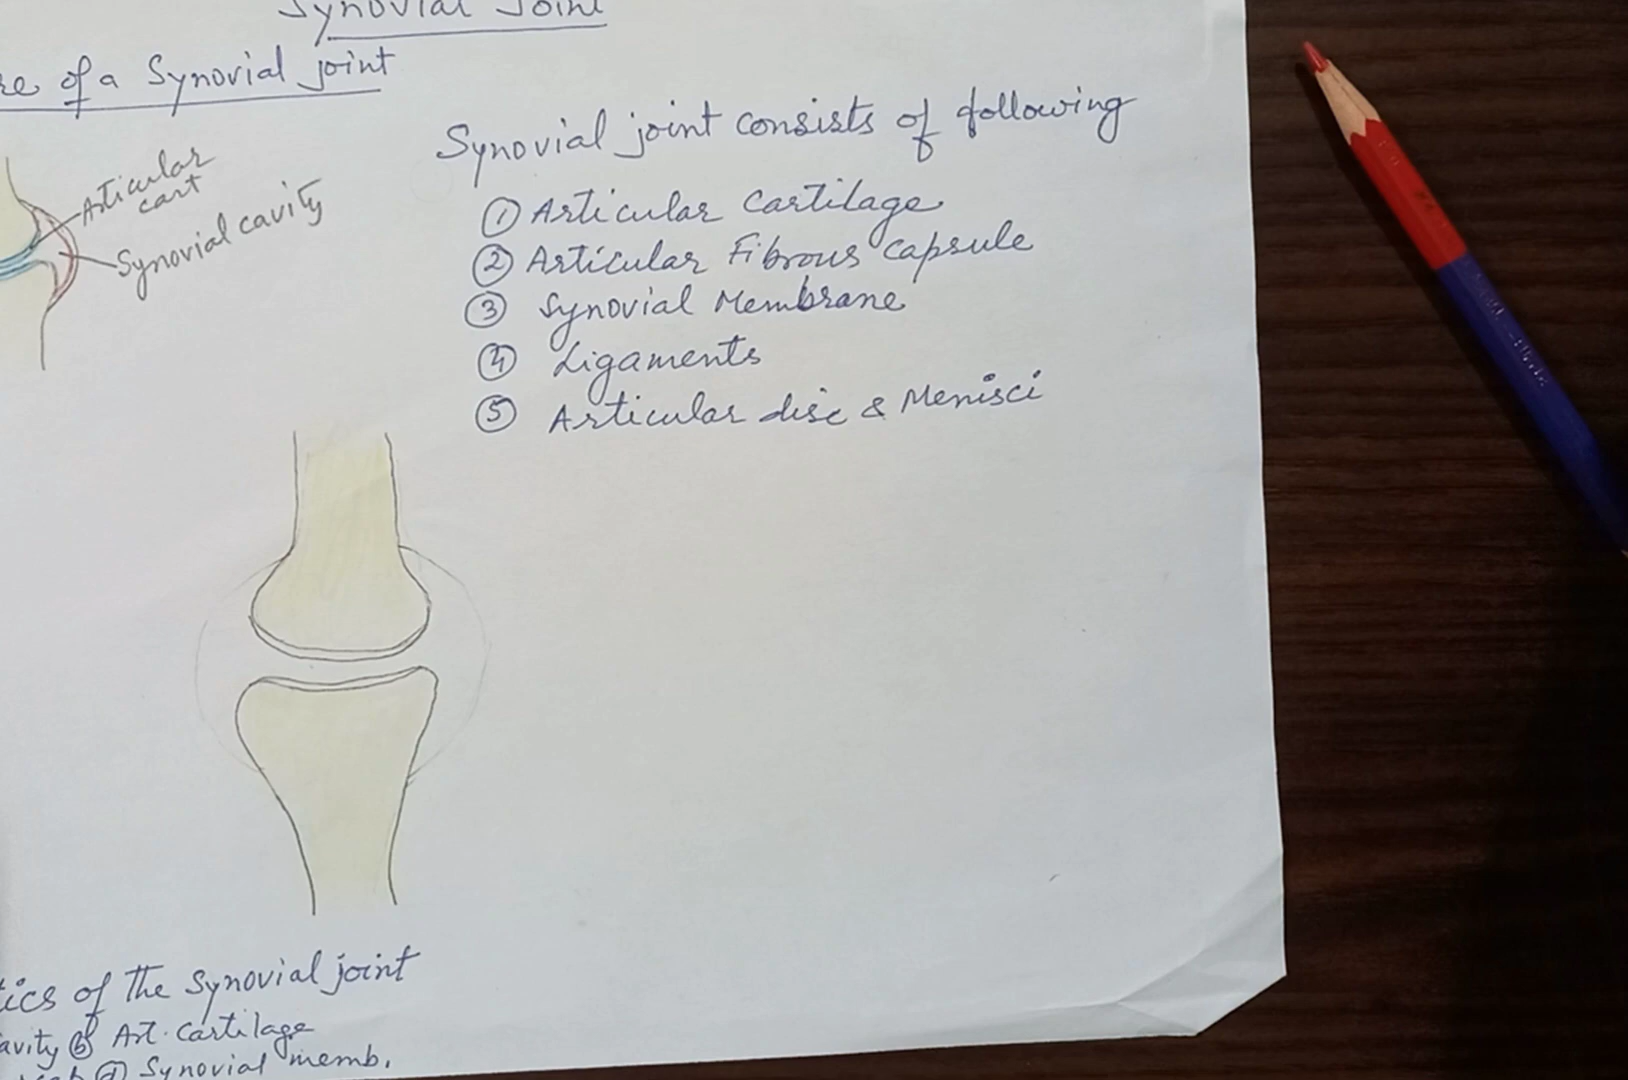 Synovial Joint
re of a Synovial joint
Articular
cart
Synovial cavity
Synovial joint consists of following
① Articular Cartilage
② Articular Fibrous capsule
③ Synovial Membrane
④ Ligaments
⑤ Articular disc & Menisci
tics of the Synovial joint
avity ⓑ Art. Cartilage
ⓓ Synovial memb.